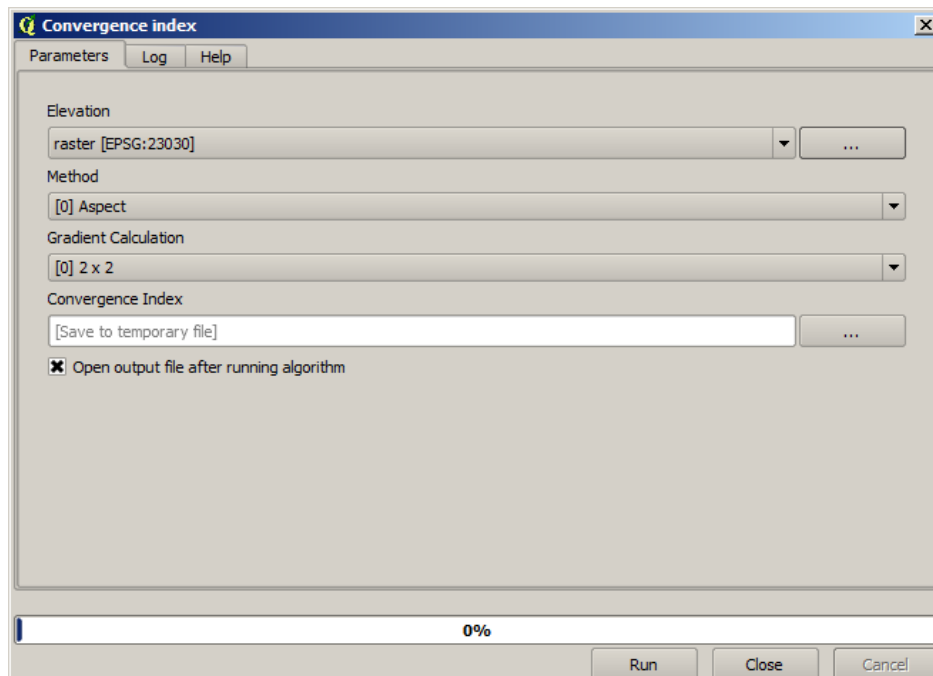 Convergence index
Parameters Log Help
Elevation
raster [EPSG:23030]
...
Method
[0] Aspect
Gradient Calculation
[0] 2 x 2
Convergence Index
[Save to temporary file]
...
Open output file after running algorithm
0%
Run Close Cancel